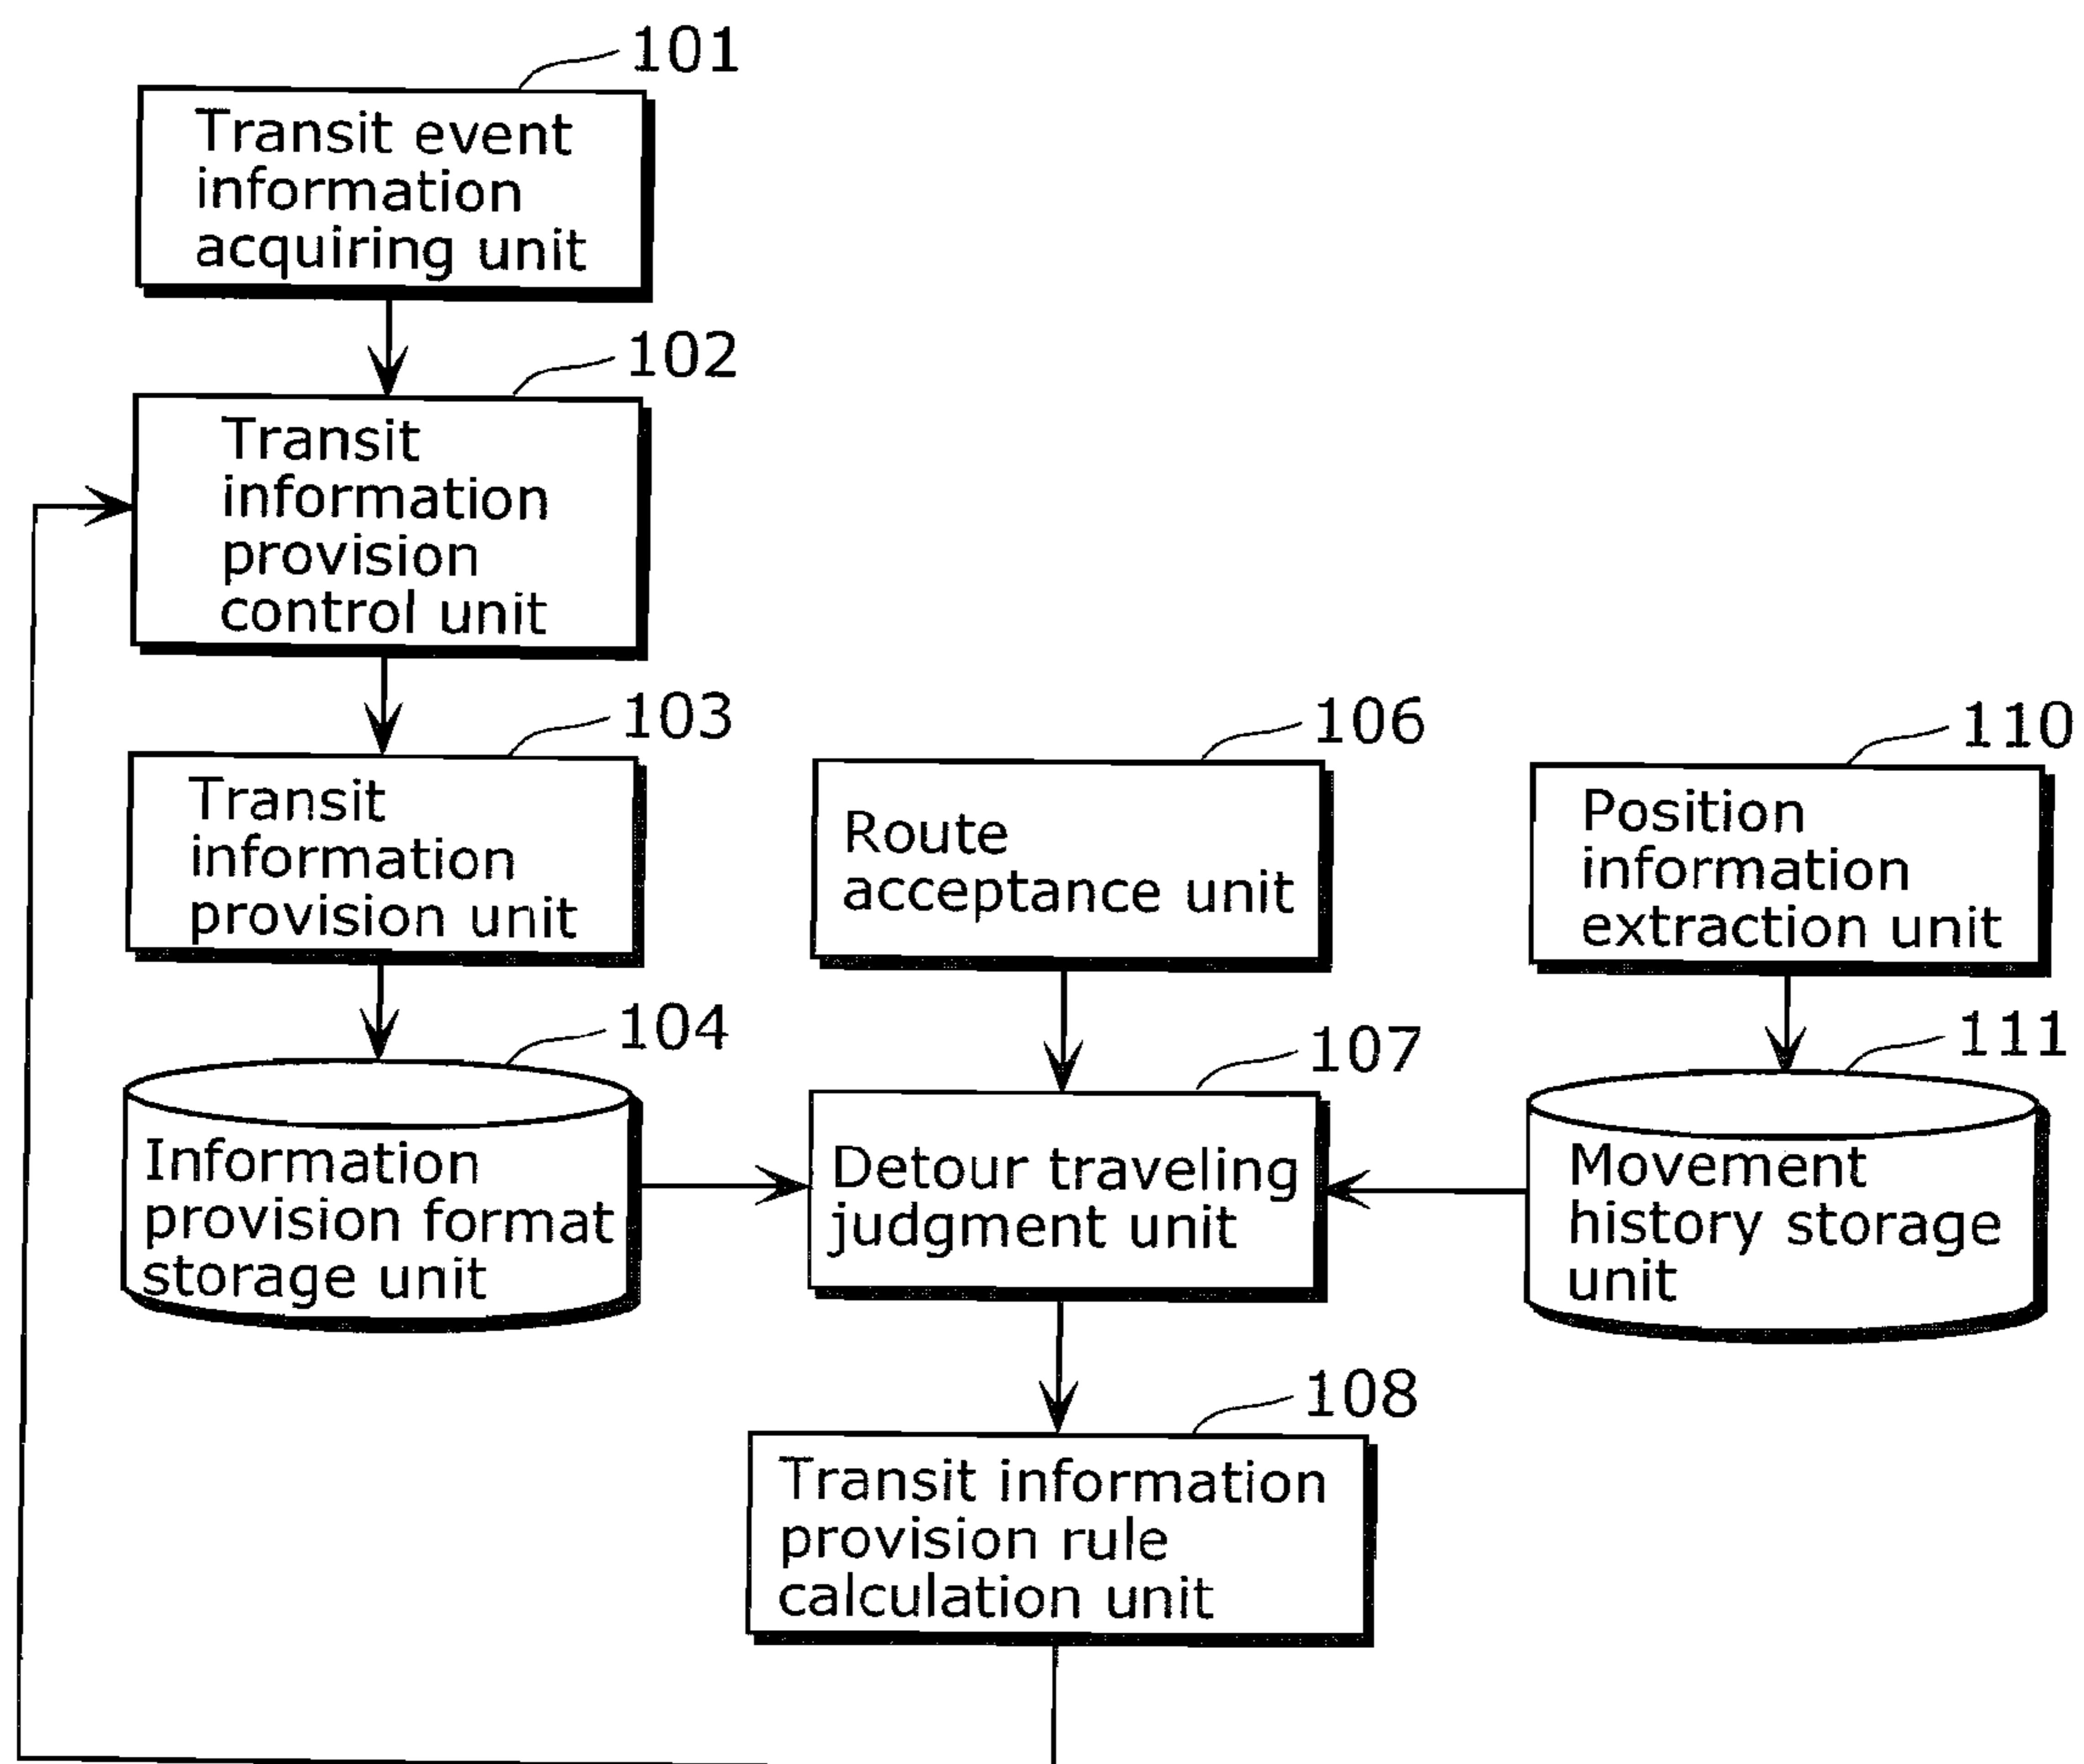 101
Transit event
information
acquiring unit
102
Transit
information
provision
control unit
103
Transit
information
provision unit
106
Route
acceptance unit
110
Position
information
extraction unit
104
Information
provision format
storage unit
107
Detour traveling
judgment unit
111
Movement
history storage
unit
108
Transit information
provision rule
calculation unit